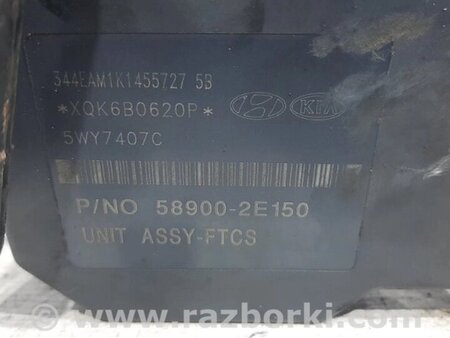 344EAM1K1455727 5B
*XQK6B0620P*
KIA
5WY7407C
P/NO 58900-2E150
UNIT ASSY-FTCS
www.razborki.com